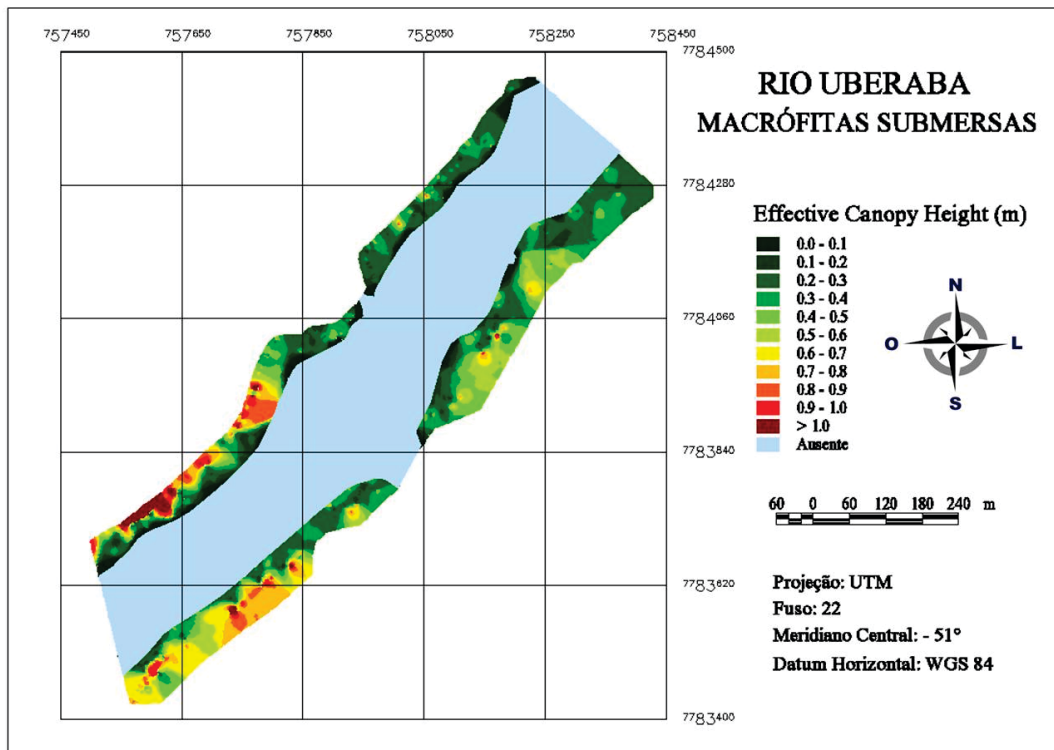 757450 757650 757850 758050 758250 758450
7784500
7784280
7784060
7783840
7783620
7783400
RIO UBERABA
MACRÓFITAS SUBMERSAS
Effective Canopy Height (m)
0.0 - 0.1
0.1 - 0.2
0.2 - 0.3
0.3 - 0.4
0.4 - 0.5
0.5 - 0.6
0.6 - 0.7
0.7 - 0.8
0.8 - 0.9
0.9 - 1.0
> 1.0
Ausente
N
O L
S
60 0 60 120 180 240 m
Projeção: UTM
Fuso: 22
Meridiano Central: - 51°
Datum Horizontal: WGS 84